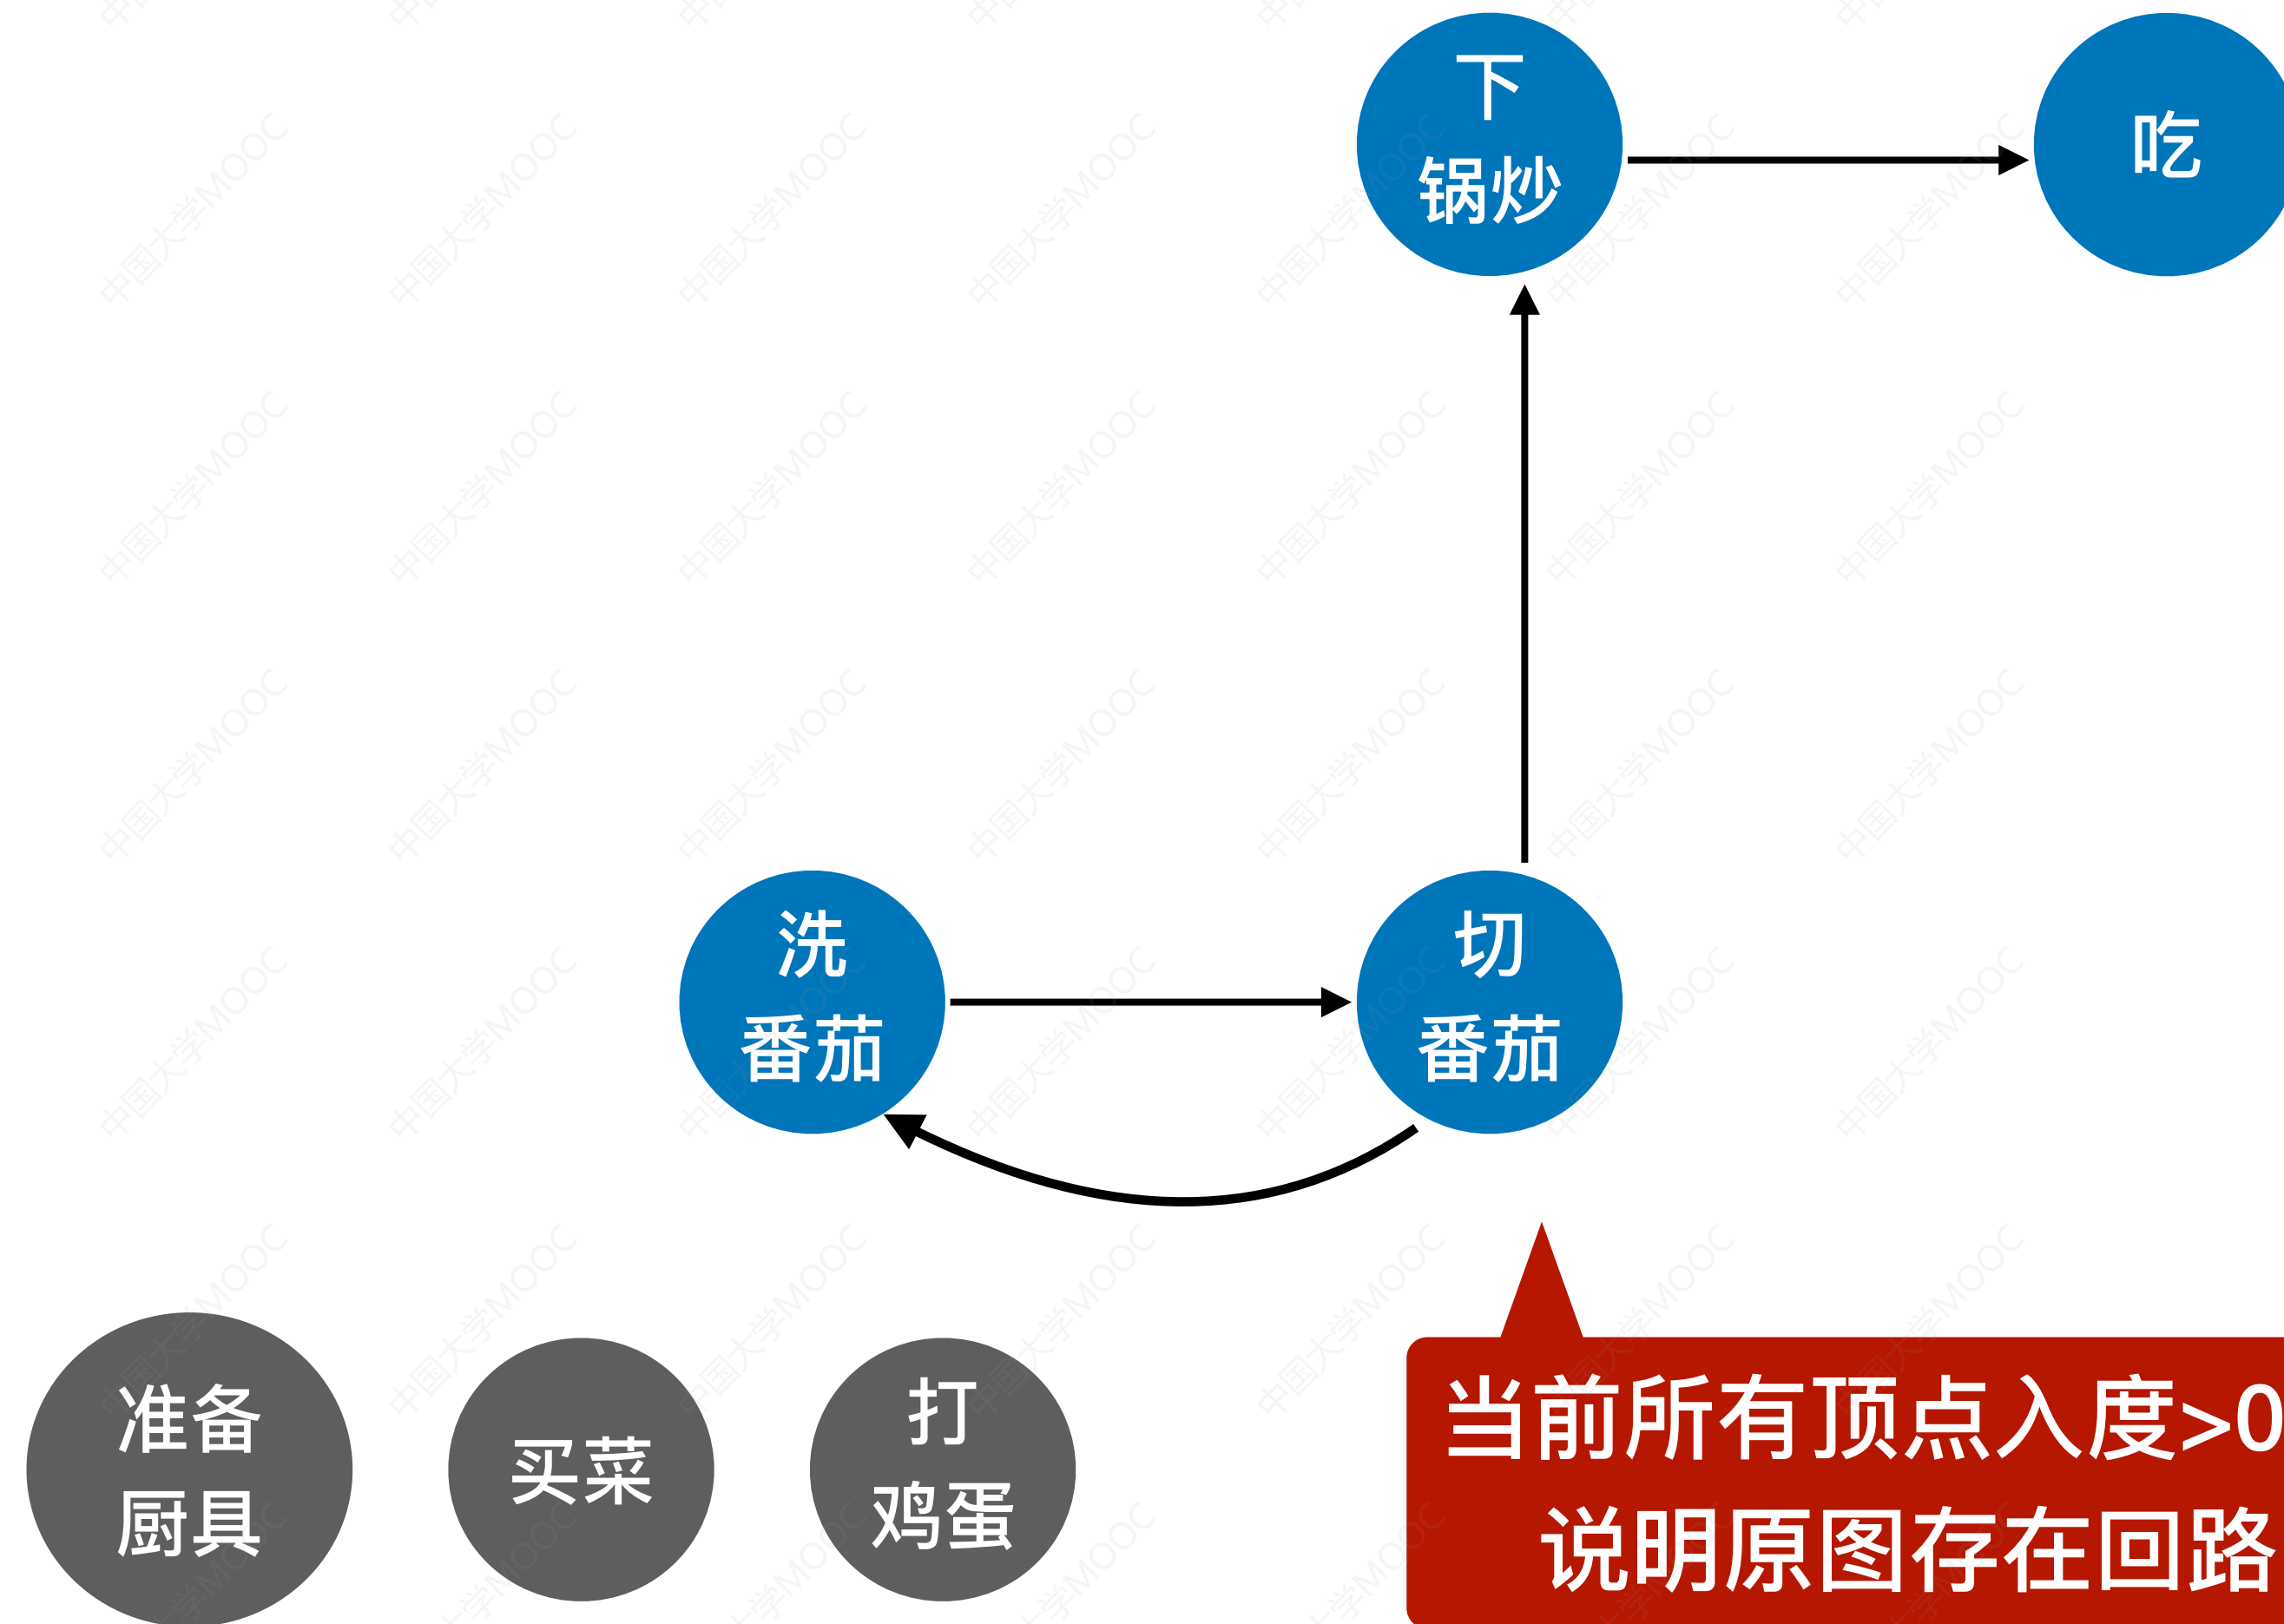 下
锅炒
吃
洗
番茄
切
番茄
准备
厨具
买菜
打
鸡蛋
当前所有顶点入度>0
说明原图存在回路
中国大学MOOC